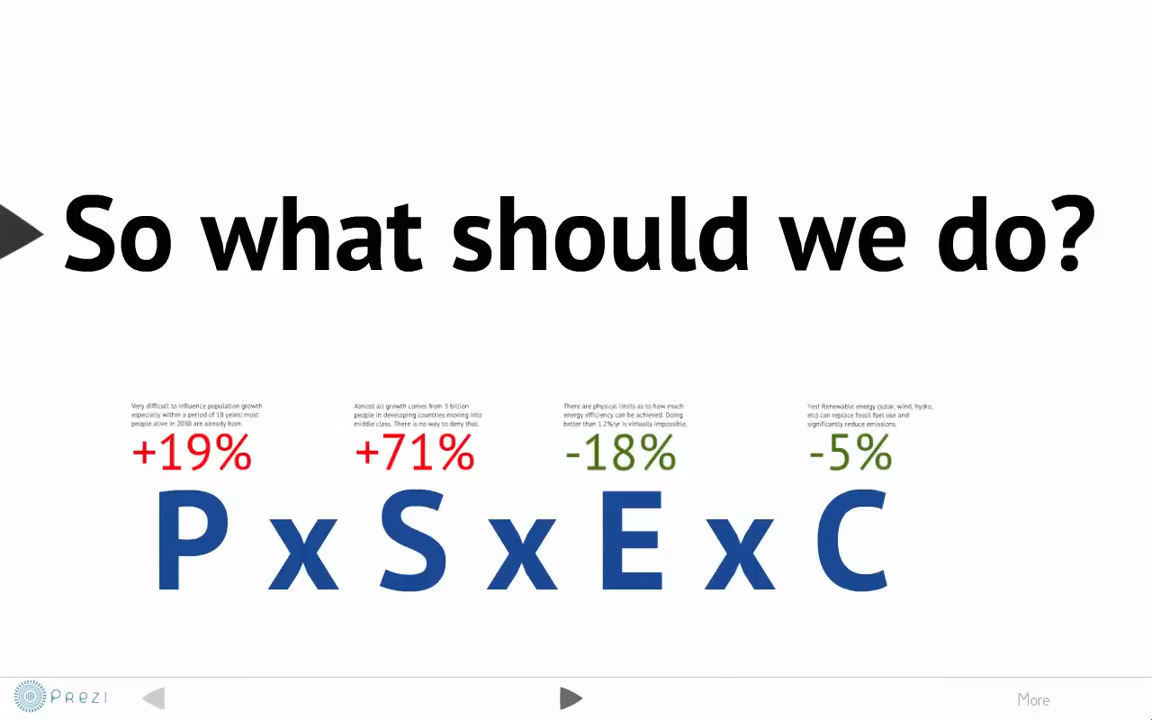 So what should we do?
Very difficult to influence population growth
especially within a period of 18 years: most
people alive in 2030 are already born.
+19%
Almost all growth comes from 3 billion
people in developing countries moving into
middle class. There is no way to deny that.
+71%
There are physical limits as to how much
energy efficiency can be achieved. Doing
better than 1.2%/yr is virtually impossible.
-18%
Yes! Renewable energy (solar, wind, hydro,
etc) can replace fossil fuel use and
significantly reduce emissions.
-5%
P x S x E x C
Prezi
More